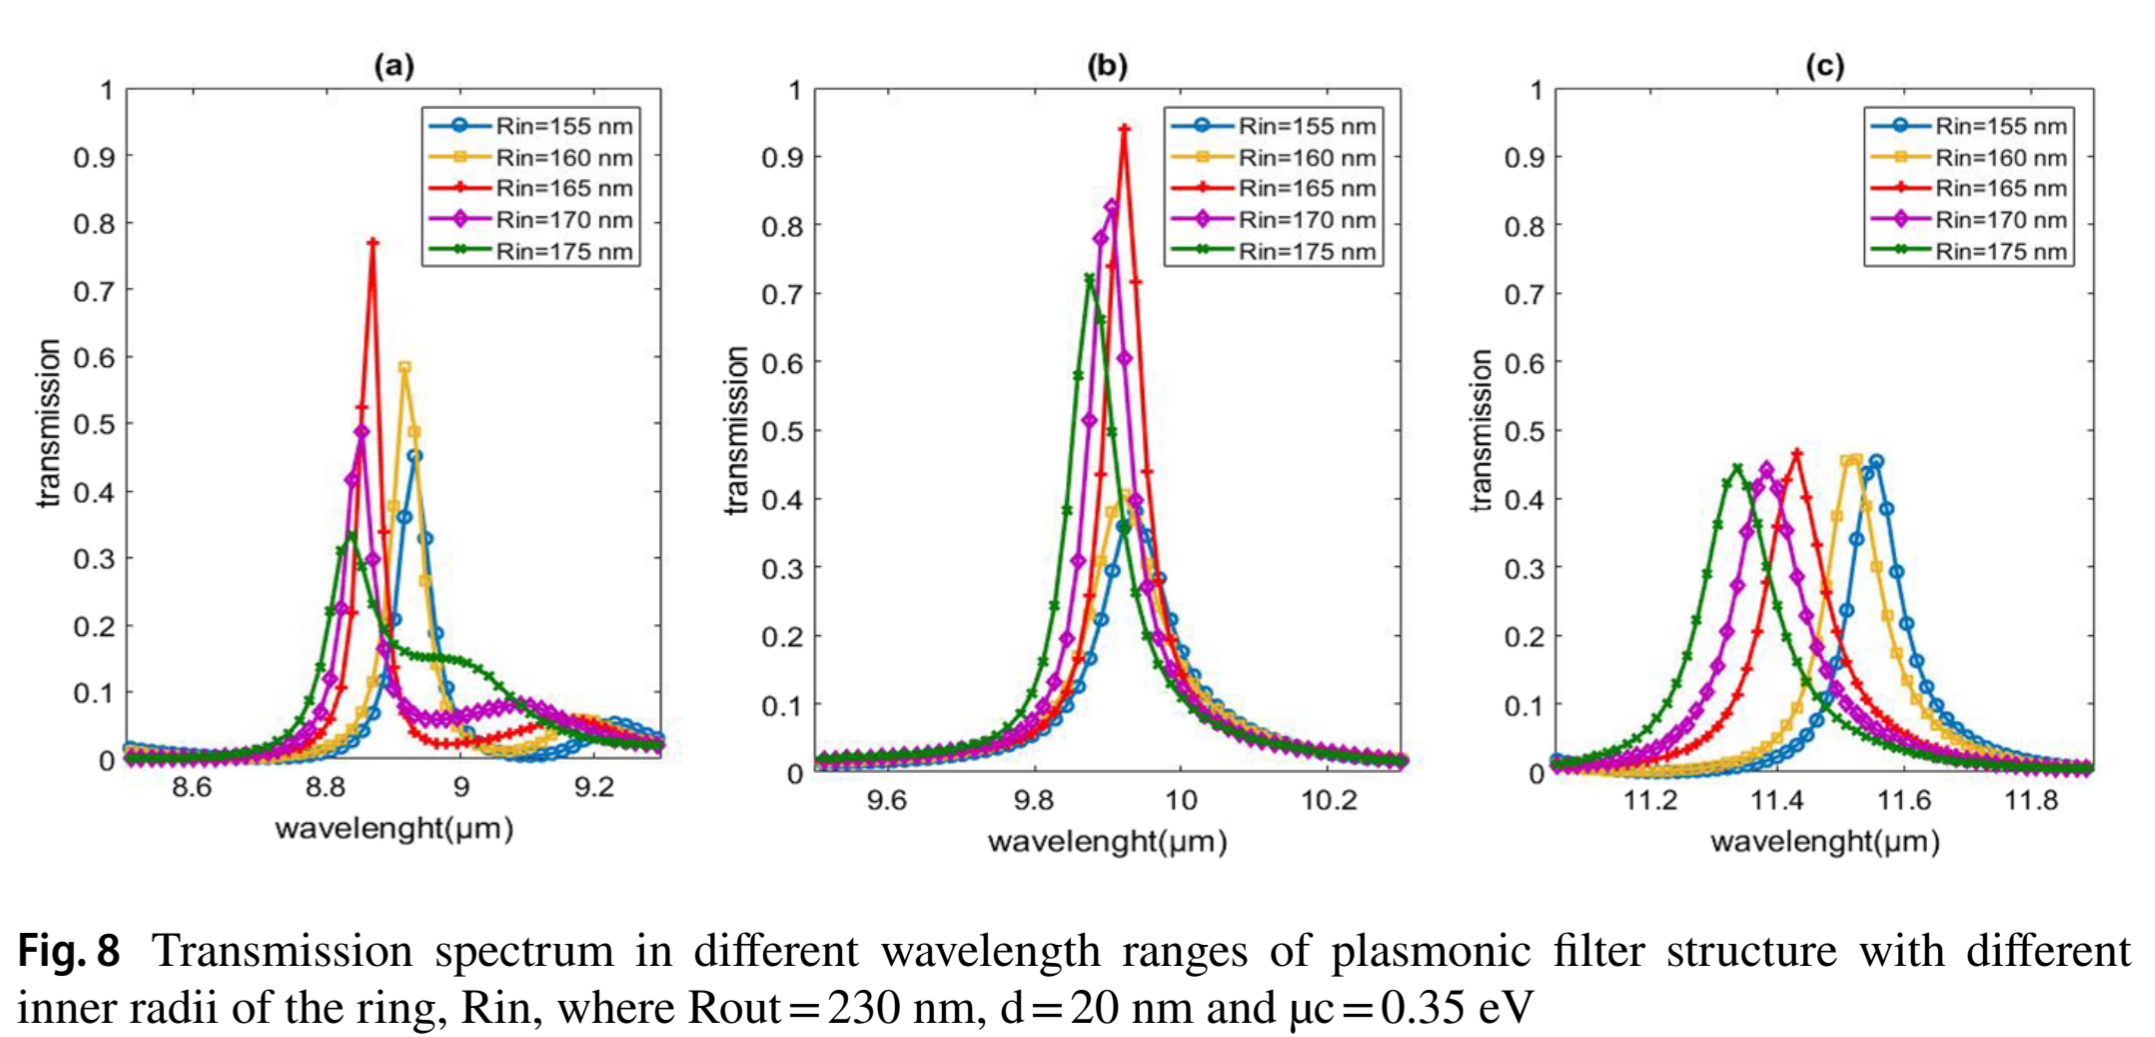 (a)
1
0.9
0.8
0.7
0.6
0.5
0.4
0.3
0.2
0.1
0
transmission
8.6 8.8 9 9.2
wavelenght(μm)
Rin=155 nm
Rin=160 nm
Rin=165 nm
Rin=170 nm
Rin=175 nm
(b)
1
0.9
0.8
0.7
0.6
0.5
0.4
0.3
0.2
0.1
0
transmission
9.6 9.8 10 10.2
wavelenght(μm)
Rin=155 nm
Rin=160 nm
Rin=165 nm
Rin=170 nm
Rin=175 nm
(c)
1
0.9
0.8
0.7
0.6
0.5
0.4
0.3
0.2
0.1
0
transmission
11.2 11.4 11.6 11.8
wavelenght(μm)
Rin=155 nm
Rin=160 nm
Rin=165 nm
Rin=170 nm
Rin=175 nm
Fig. 8 Transmission spectrum in different wavelength ranges of plasmonic filter structure with different
inner radii of the ring, Rin, where Rout = 230 nm, d = 20 nm and μc = 0.35 eV